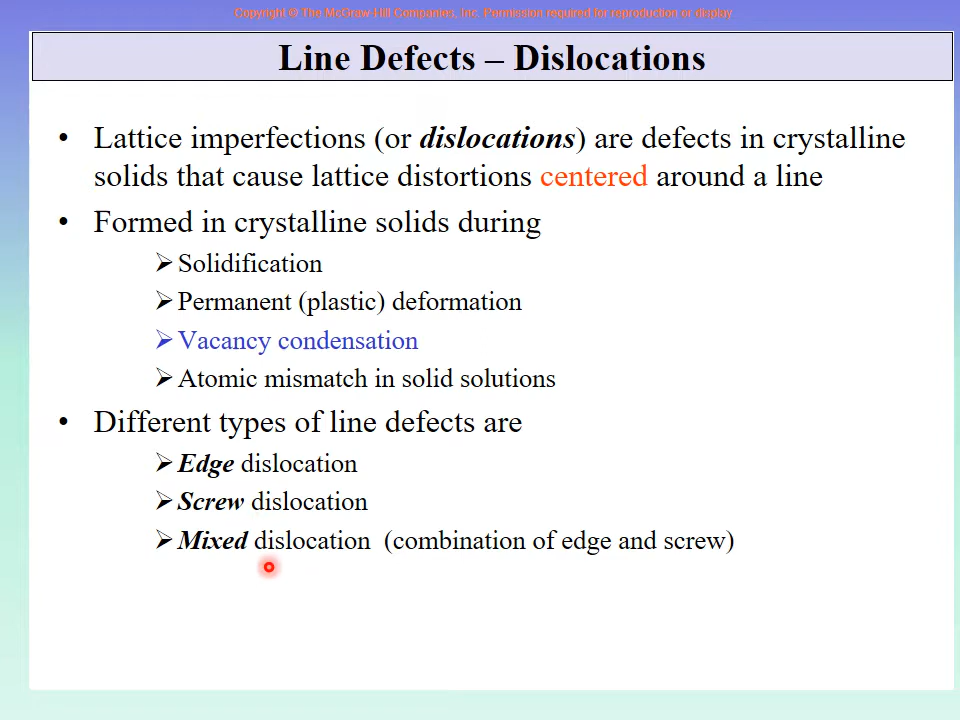 Copyright © The McGraw-Hill Companies, Inc. Permission required for reproduction or display.
Line Defects – Dislocations
• Lattice imperfections (or dislocations) are defects in crystalline
solids that cause lattice distortions centered around a line
• Formed in crystalline solids during
➢ Solidification
➢ Permanent (plastic) deformation
➢ Vacancy condensation
➢ Atomic mismatch in solid solutions
• Different types of line defects are
➢ Edge dislocation
➢ Screw dislocation
➢ Mixed dislocation (combination of edge and screw)